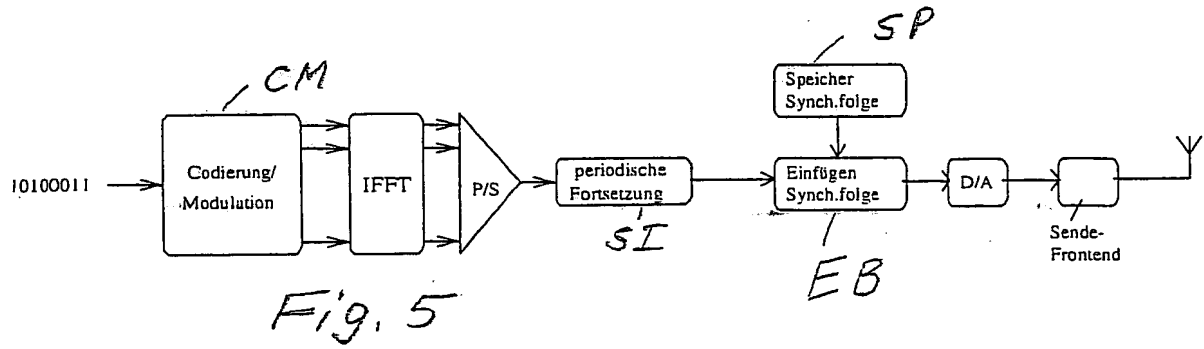 SP
CM
Speicher
Synch.folge
10100011
Codierung/
Modulation
IFFT
P/S
periodische
Fortsetzung
Einfügen
Synch.folge
D/A
Sende-
Frontend
SI
EB
Fig. 5